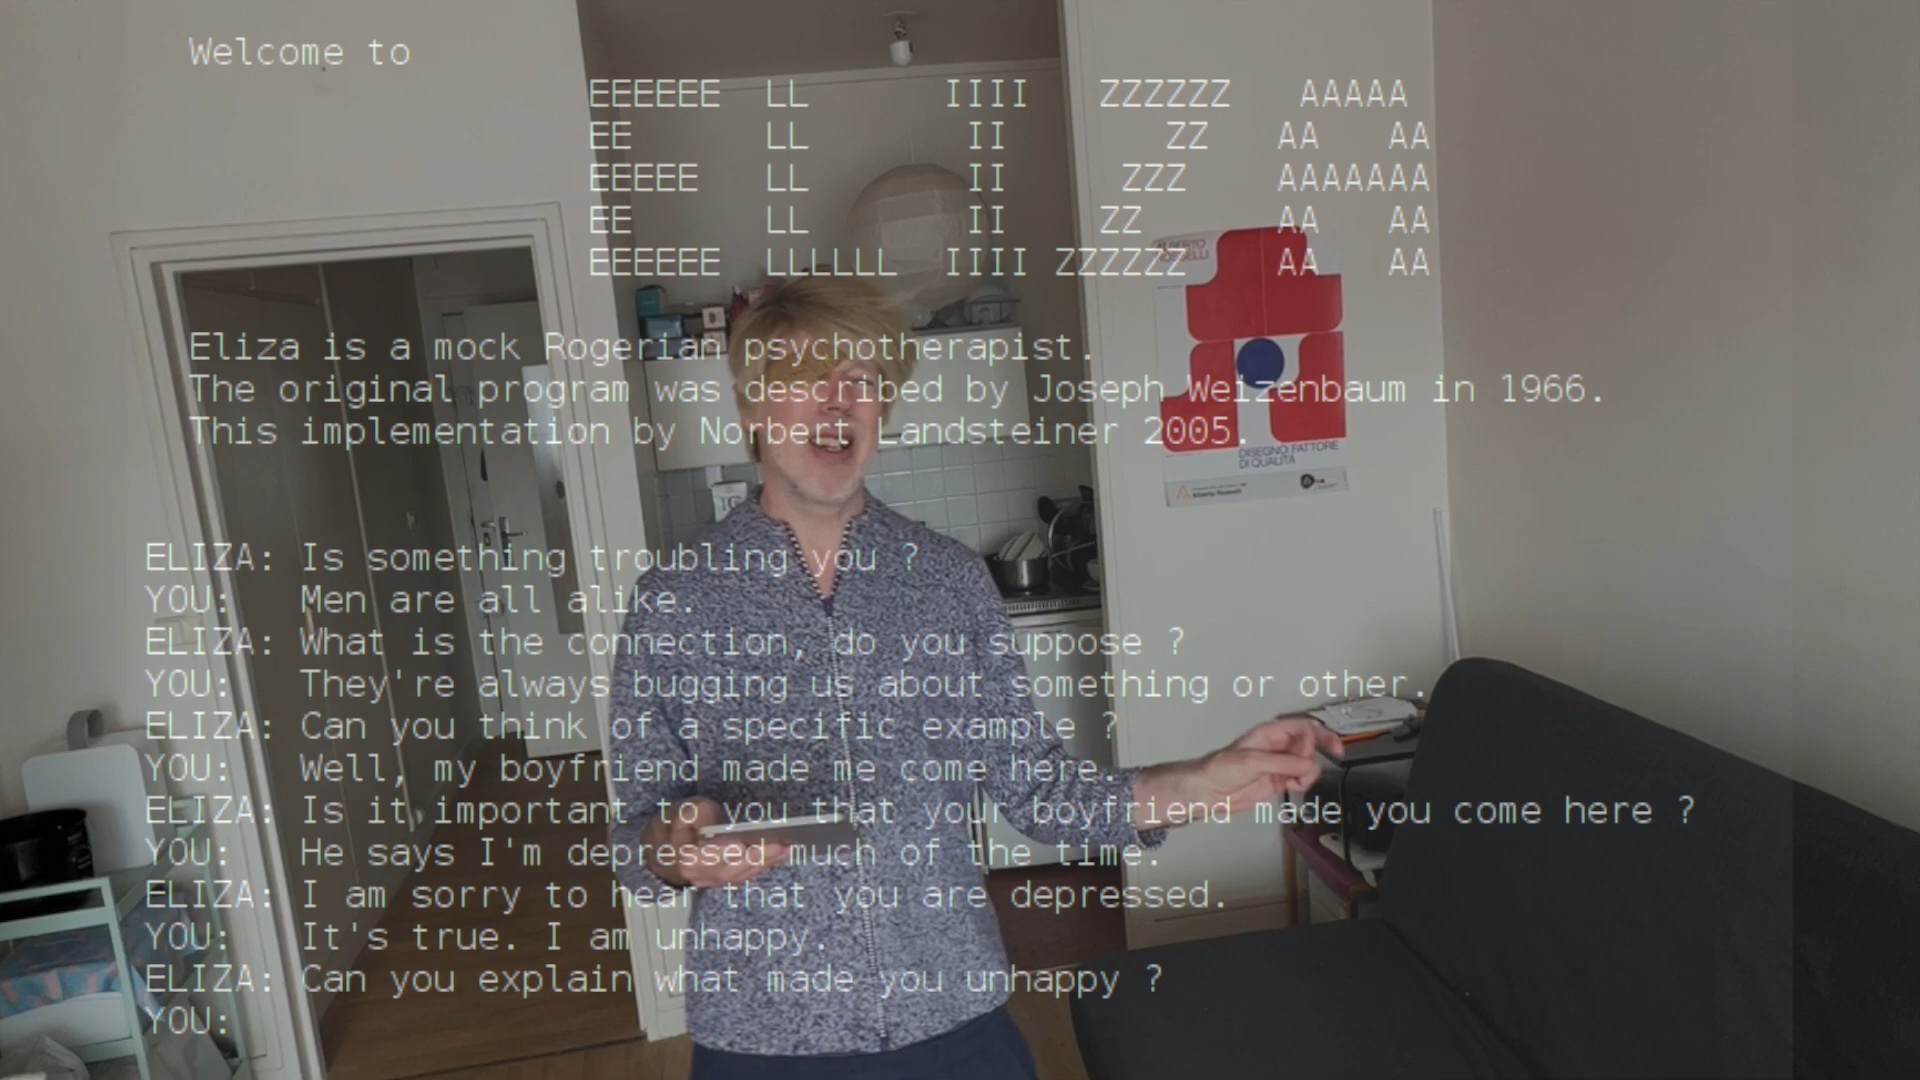 Welcome to
EEEEEE  LL      IIII   ZZZZZZ   AAAAA
EE      LL       II       ZZ   AA   AA
EEEEE   LL       II     ZZZ    AAAAAAA
EE      LL       II    ZZ      AA   AA
EEEEEE  LLLLLL  IIII ZZZZZZ    AA   AA
ALBERTO
ROSSELLI
Eliza is a mock Rogerian psychotherapist.
The original program was described by Joseph Weizenbaum in 1966.
This implementation by Norbert Landsteiner 2005.
DISEGNO: FATTORE
DI QUALITA
Alberto Rosselli
ELIZA: Is something troubling you ?
YOU:   Men are all alike.
ELIZA: What is the connection, do you suppose ?
YOU:   They're always bugging us about something or other.
ELIZA: Can you think of a specific example ?
YOU:   Well, my boyfriend made me come here.
ELIZA: Is it important to you that your boyfriend made you come here ?
YOU:   He says I'm depressed much of the time.
ELIZA: I am sorry to hear that you are depressed.
YOU:   It's true. I am unhappy.
ELIZA: Can you explain what made you unhappy ?
YOU: